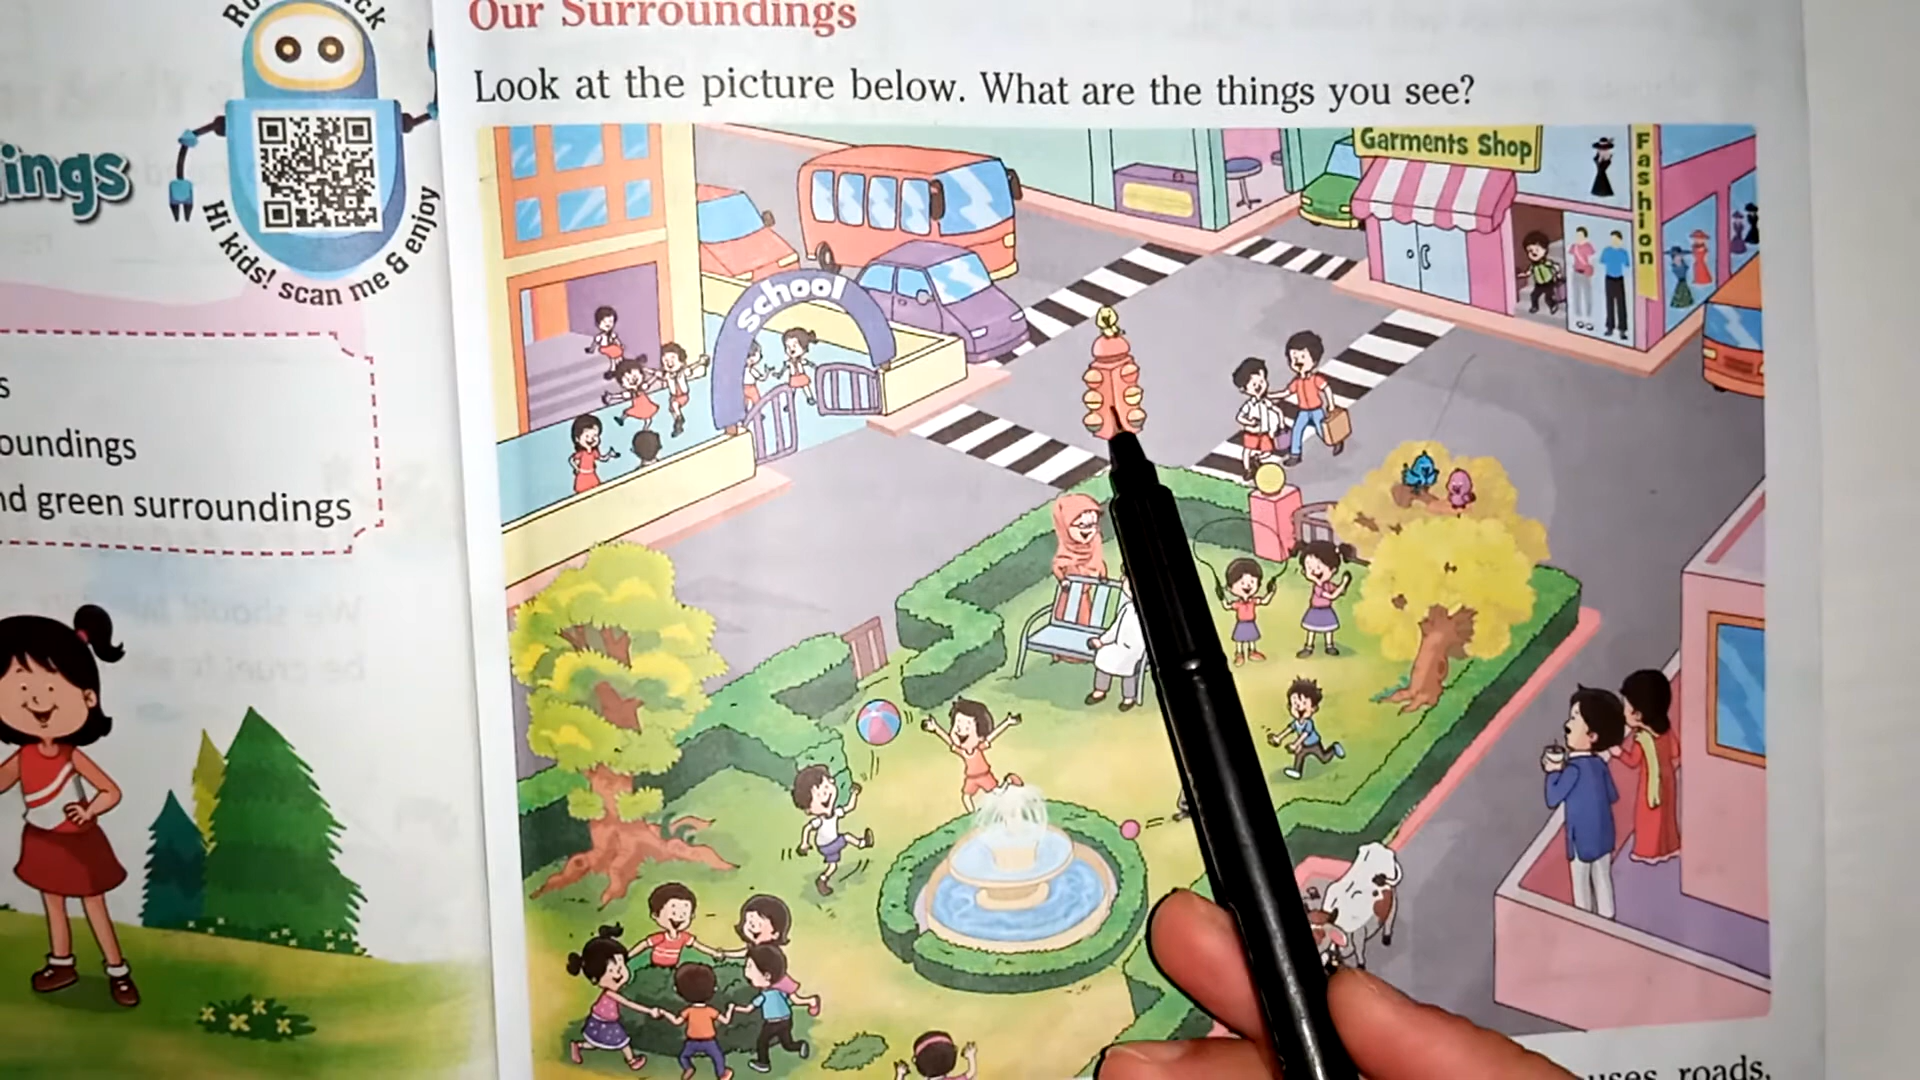 Hi kids! scan me & enjoy
ings
s
oundings
nd green surroundings
Our Surroundings
Look at the picture below. What are the things you see?
School
Garments Shop
Fashion
roads,